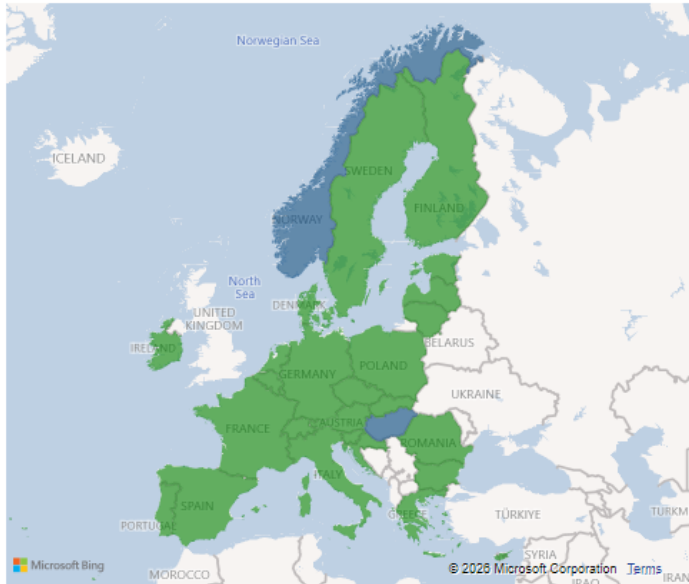 Norwegian Sea
ICELAND
SWEDEN
FINLAND
NORWAY
North
Sea
DENMARK
UNITED
KINGDOM
IRELAND
BELARUS
POLAND
GERMANY
UKRAINE
FRANCE
AUSTRIA
ROMANIA
ITALY
SPAIN
PORTUGAL
GREECE
TÜRKIYE
TURKM
SYRIA
IRAQ
IRAN
MOROCCO
Microsoft Bing
© 2026 Microsoft Corporation Terms